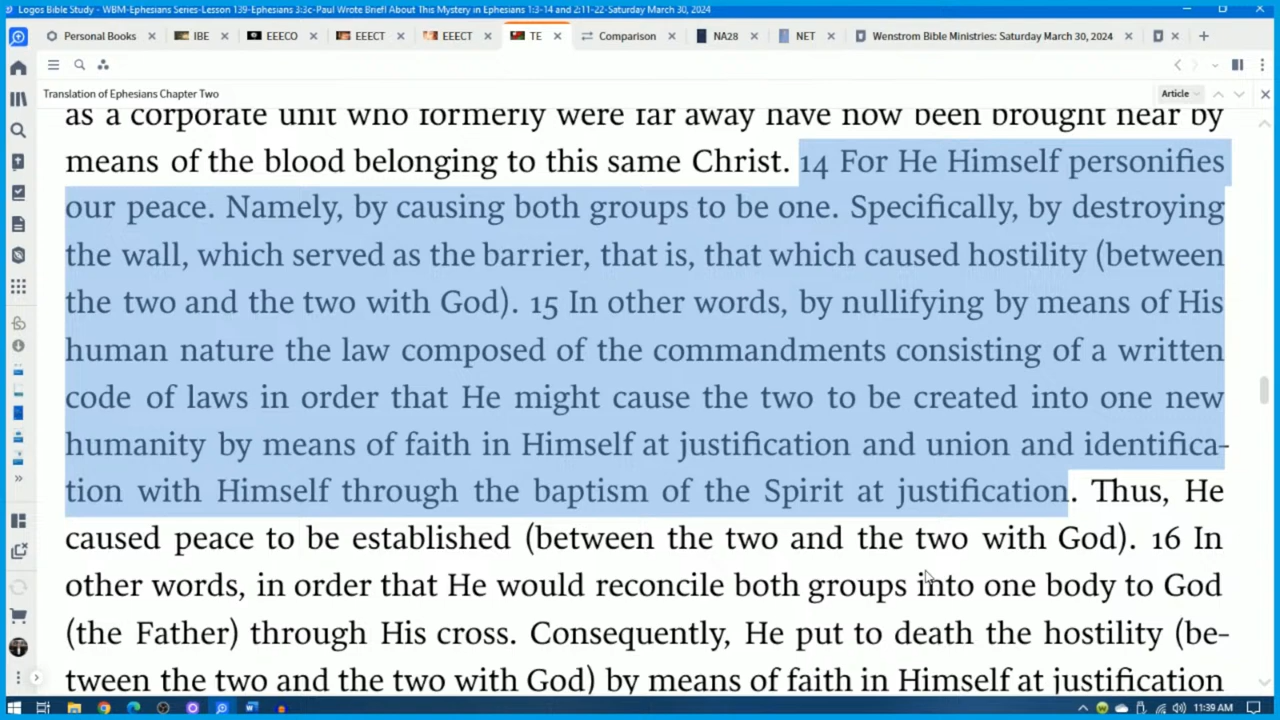 Logos Bible Study - WBM-Ephesians Series-Lesson 139-Ephesians 3:3c-Paul Wrote Brielf About This Mystery in Ephesians 1:3-14 and 2:11-22-Saturday March 30, 2024
Personal Books IBE EEECO EEECT EEECT TE Comparison NA28 NET Wenstrom Bible Ministries: Saturday March 30, 2024
Translation of Ephesians Chapter Two Article
as a corporate unit who formerly were far away have now been brought near by
means of the blood belonging to this same Christ. 14 For He Himself personifies
our peace. Namely, by causing both groups to be one. Specifically, by destroying
the wall, which served as the barrier, that is, that which caused hostility (between
the two and the two with God). 15 In other words, by nullifying by means of His
human nature the law composed of the commandments consisting of a written
code of laws in order that He might cause the two to be created into one new
humanity by means of faith in Himself at justification and union and identifica-
tion with Himself through the baptism of the Spirit at justification. Thus, He
caused peace to be established (between the two and the two with God). 16 In
other words, in order that He would reconcile both groups into one body to God
(the Father) through His cross. Consequently, He put to death the hostility (be-
tween the two and the two with God) by means of faith in Himself at justification
11:39 AM